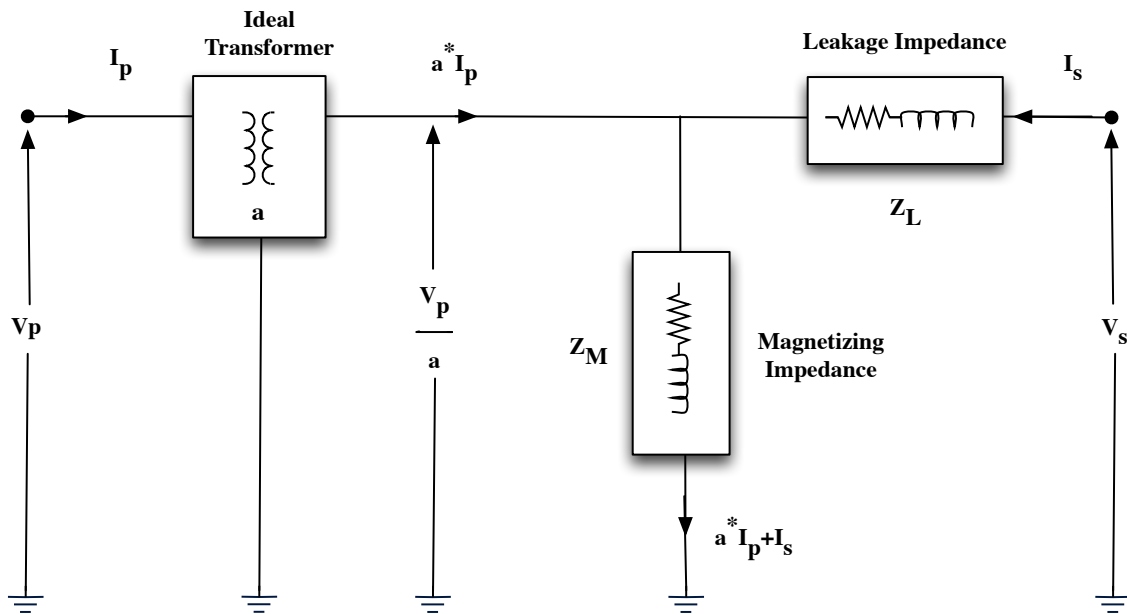 Ideal
Transformer
Leakage Impedance
I_p
a*I_p
I_s
a
Z_L
V_p
a
Vp
V_s
Z_M
Magnetizing
Impedance
a*I_p+I_s